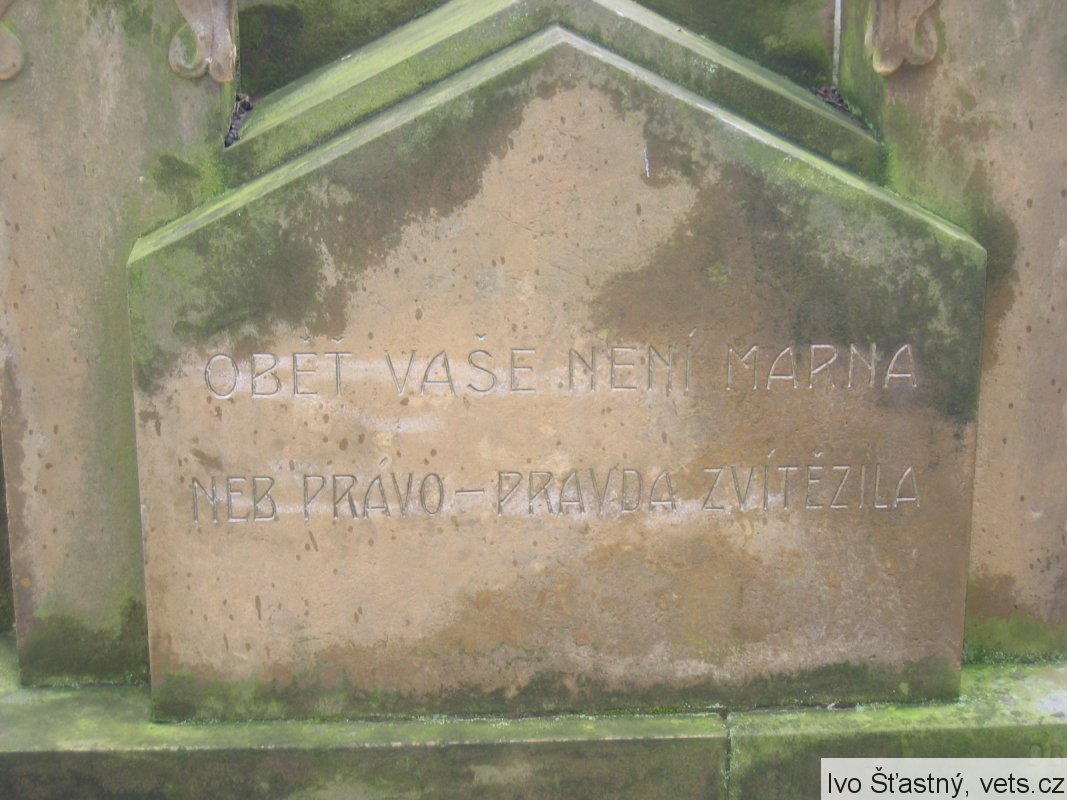 OBĚŤ VAŠE NENÍ MARNA
NEB PRÁVO – PRAVDA ZVÍTĚZILA
Ivo Šťastný, vets.cz